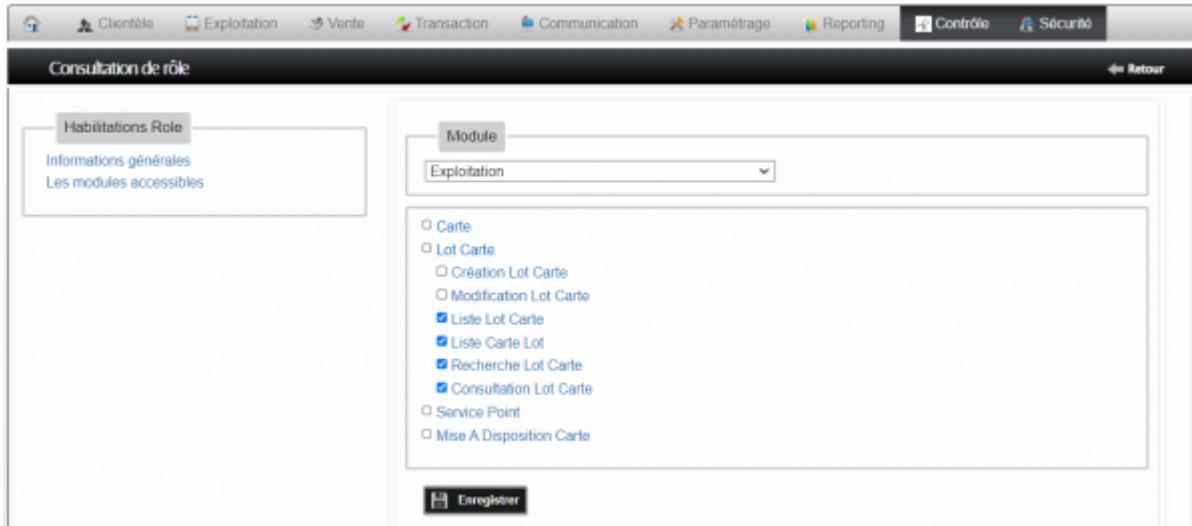 Clientèle Exploitation Vente Transaction Communication Paramétrage Reporting Contrôle Sécurité
Consultation de rôle Retour
Habilitations Role
Informations générales
Les modules accessibles
Module
Exploitation
Carte
Lot Carte
Création Lot Carte
Modification Lot Carte
Liste Lot Carte
Liste Carte Lot
Recherche Lot Carte
Consultation Lot Carte
Service Point
Mise A Disposition Carte
Enregistrer